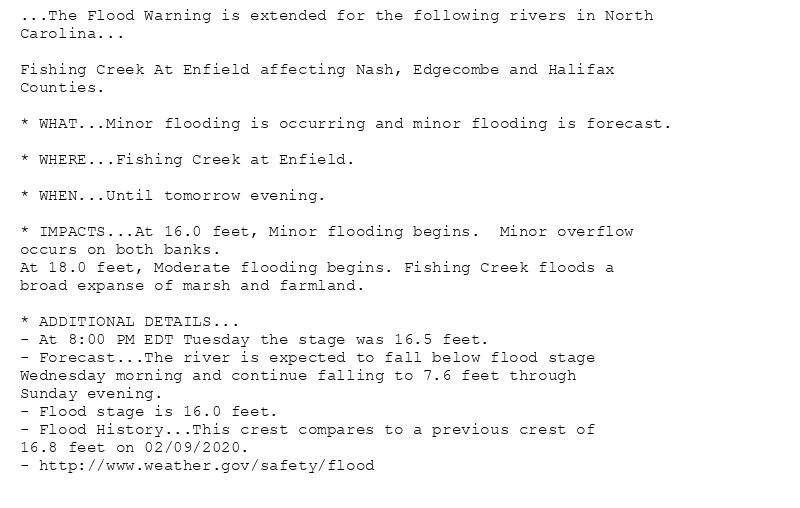 ...The Flood Warning is extended for the following rivers in North
Carolina...
Fishing Creek At Enfield affecting Nash, Edgecombe and Halifax
Counties.
* WHAT...Minor flooding is occurring and minor flooding is forecast.
* WHERE...Fishing Creek at Enfield.
* WHEN...Until tomorrow evening.
* IMPACTS...At 16.0 feet, Minor flooding begins.  Minor overflow
occurs on both banks.
At 18.0 feet, Moderate flooding begins. Fishing Creek floods a
broad expanse of marsh and farmland.
* ADDITIONAL DETAILS...
- At 8:00 PM EDT Tuesday the stage was 16.5 feet.
- Forecast...The river is expected to fall below flood stage
Wednesday morning and continue falling to 7.6 feet through
Sunday evening.
- Flood stage is 16.0 feet.
- Flood History...This crest compares to a previous crest of
16.8 feet on 02/09/2020.
- http://www.weather.gov/safety/flood